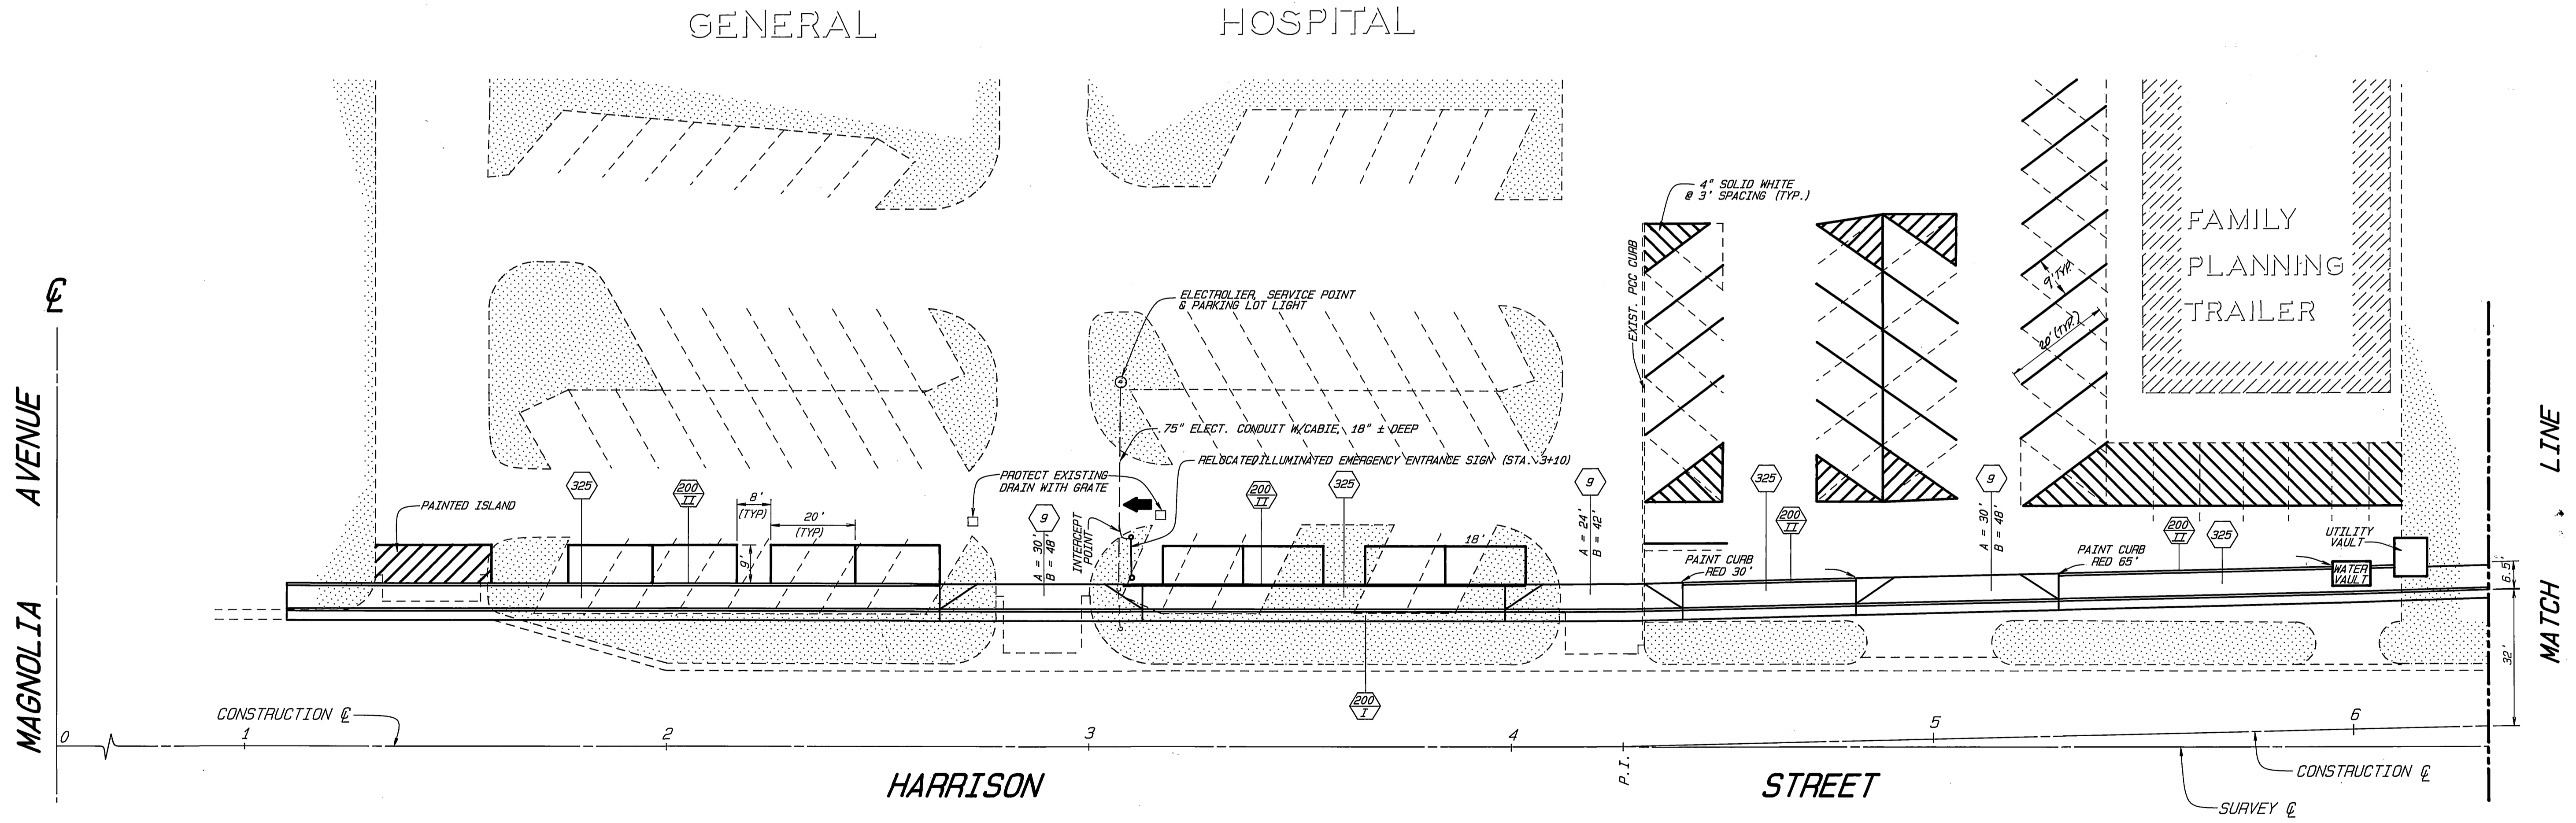 GENERAL HOSPITAL
4" SOLID WHITE
@ 3' SPACING (TYP.)
EXIST. PCC CURB
FAMILY
PLANNING
TRAILER
9' TYP.
20' (TYP.)
ELECTROLIER, SERVICE POINT
& PARKING LOT LIGHT
.75" ELECT. CONDUIT W/CABLE, 18" ± DEEP
RELOCATED ILLUMINATED EMERGENCY ENTRANCE SIGN (STA. 3+10)
PROTECT EXISTING
DRAIN WITH GRATE
PAINTED ISLAND
325
200
II
8'
(TYP)
20'
(TYP)
9'
9
A = 30'
B = 48'
INTERCEPT
POINT
200
II
325
18'
9
A = 24'
B = 42'
325
200
II
PAINT CURB
RED 30'
9
A = 30'
B = 48'
PAINT CURB
RED 65'
200
II
325
UTILITY
VAULT
WATER
VAULT
6.5'
32'
200
I
℄
MAGNOLIA AVENUE
MATCH LINE
CONSTRUCTION ℄
0
1
2
3
4
P.I.
5
6
HARRISON STREET
CONSTRUCTION ℄
SURVEY ℄